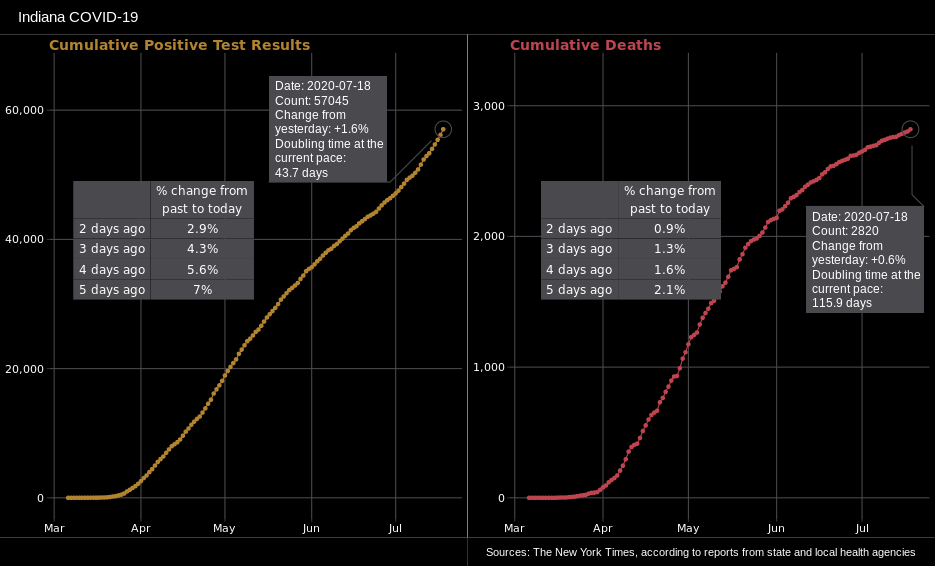 Indiana COVID-19
Cumulative Positive Test Results
60,000
40,000
20,000
0
Mar Apr May Jun Jul
Date: 2020-07-18
Count: 57045
Change from
yesterday: +1.6%
Doubling time at the
current pace:
43.7 days
% change from
past to today
2 days ago 2.9%
3 days ago 4.3%
4 days ago 5.6%
5 days ago 7%
Cumulative Deaths
3,000
2,000
1,000
0
Mar Apr May Jun Jul
% change from
past to today
2 days ago 0.9%
3 days ago 1.3%
4 days ago 1.6%
5 days ago 2.1%
Date: 2020-07-18
Count: 2820
Change from
yesterday: +0.6%
Doubling time at the
current pace:
115.9 days
Sources: The New York Times, according to reports from state and local health agencies